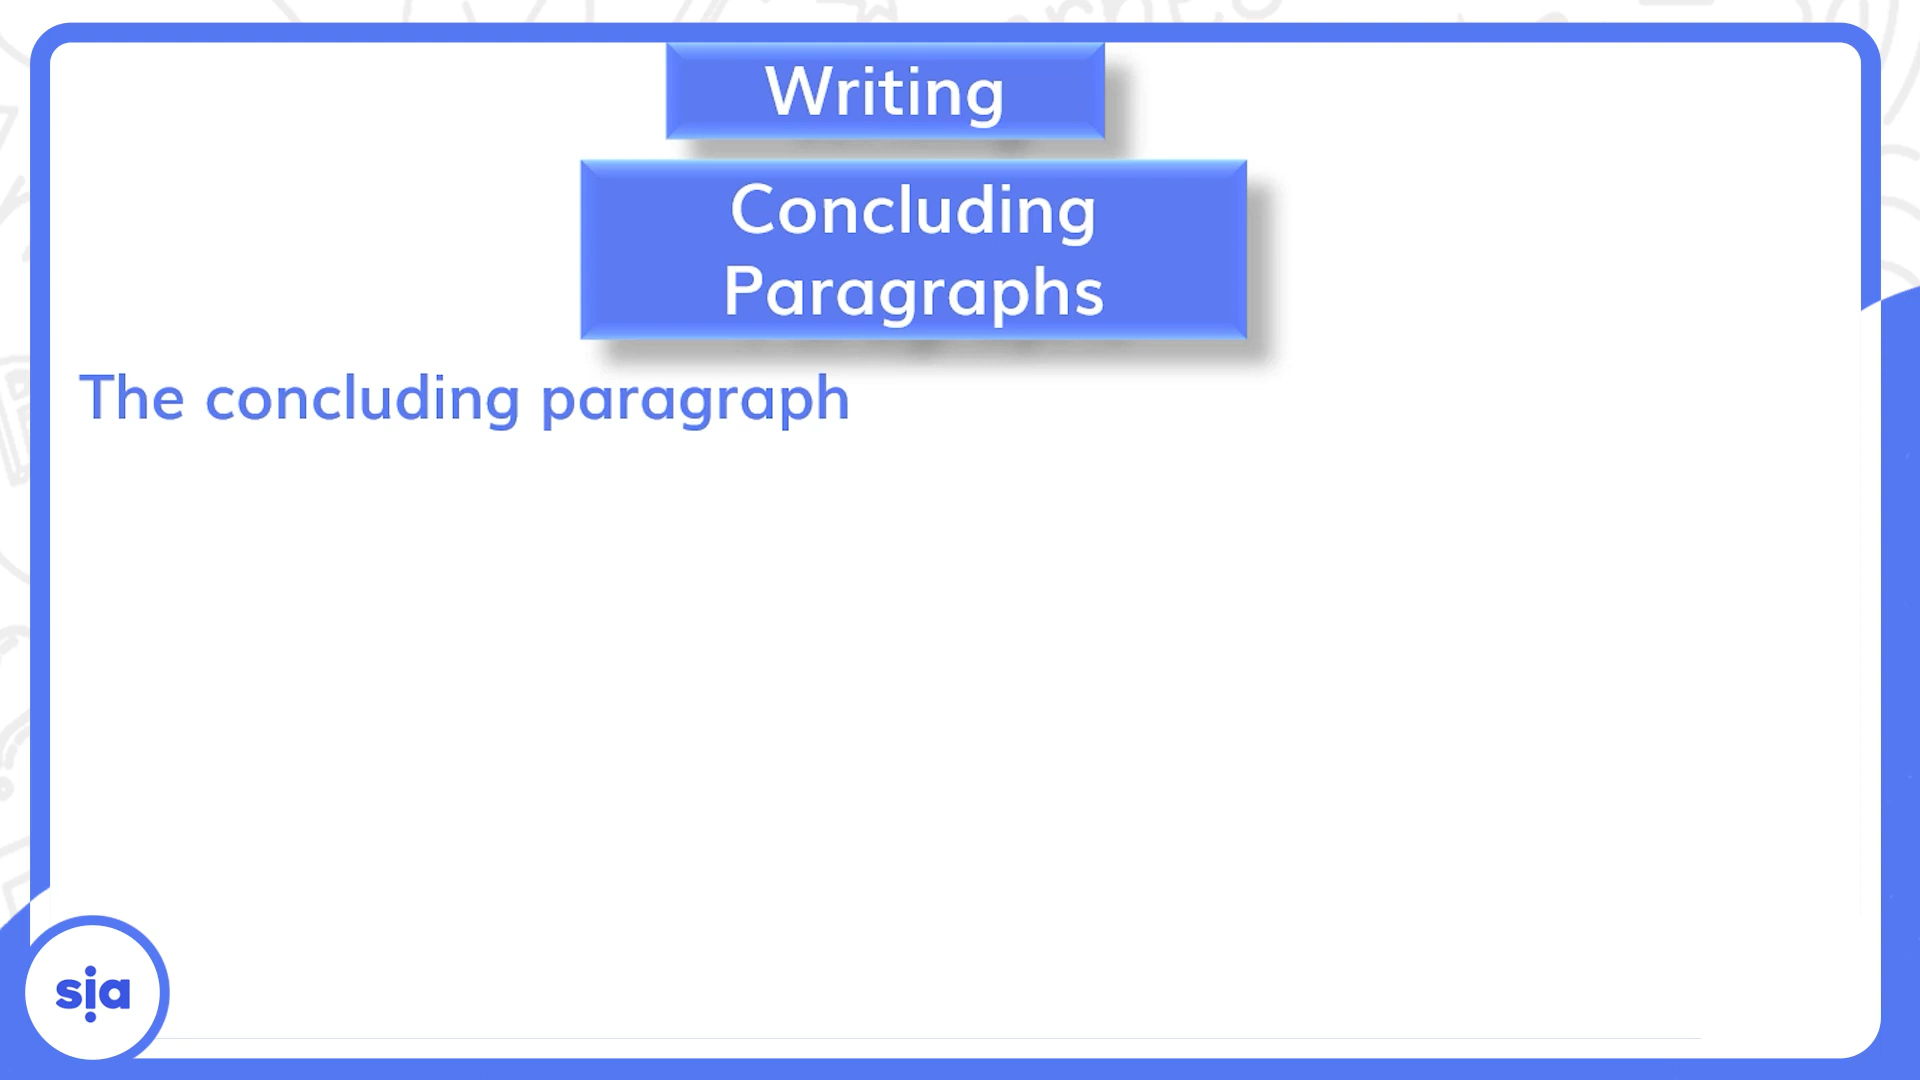 Writing
Concluding
Paragraphs
The concluding paragraph
sia